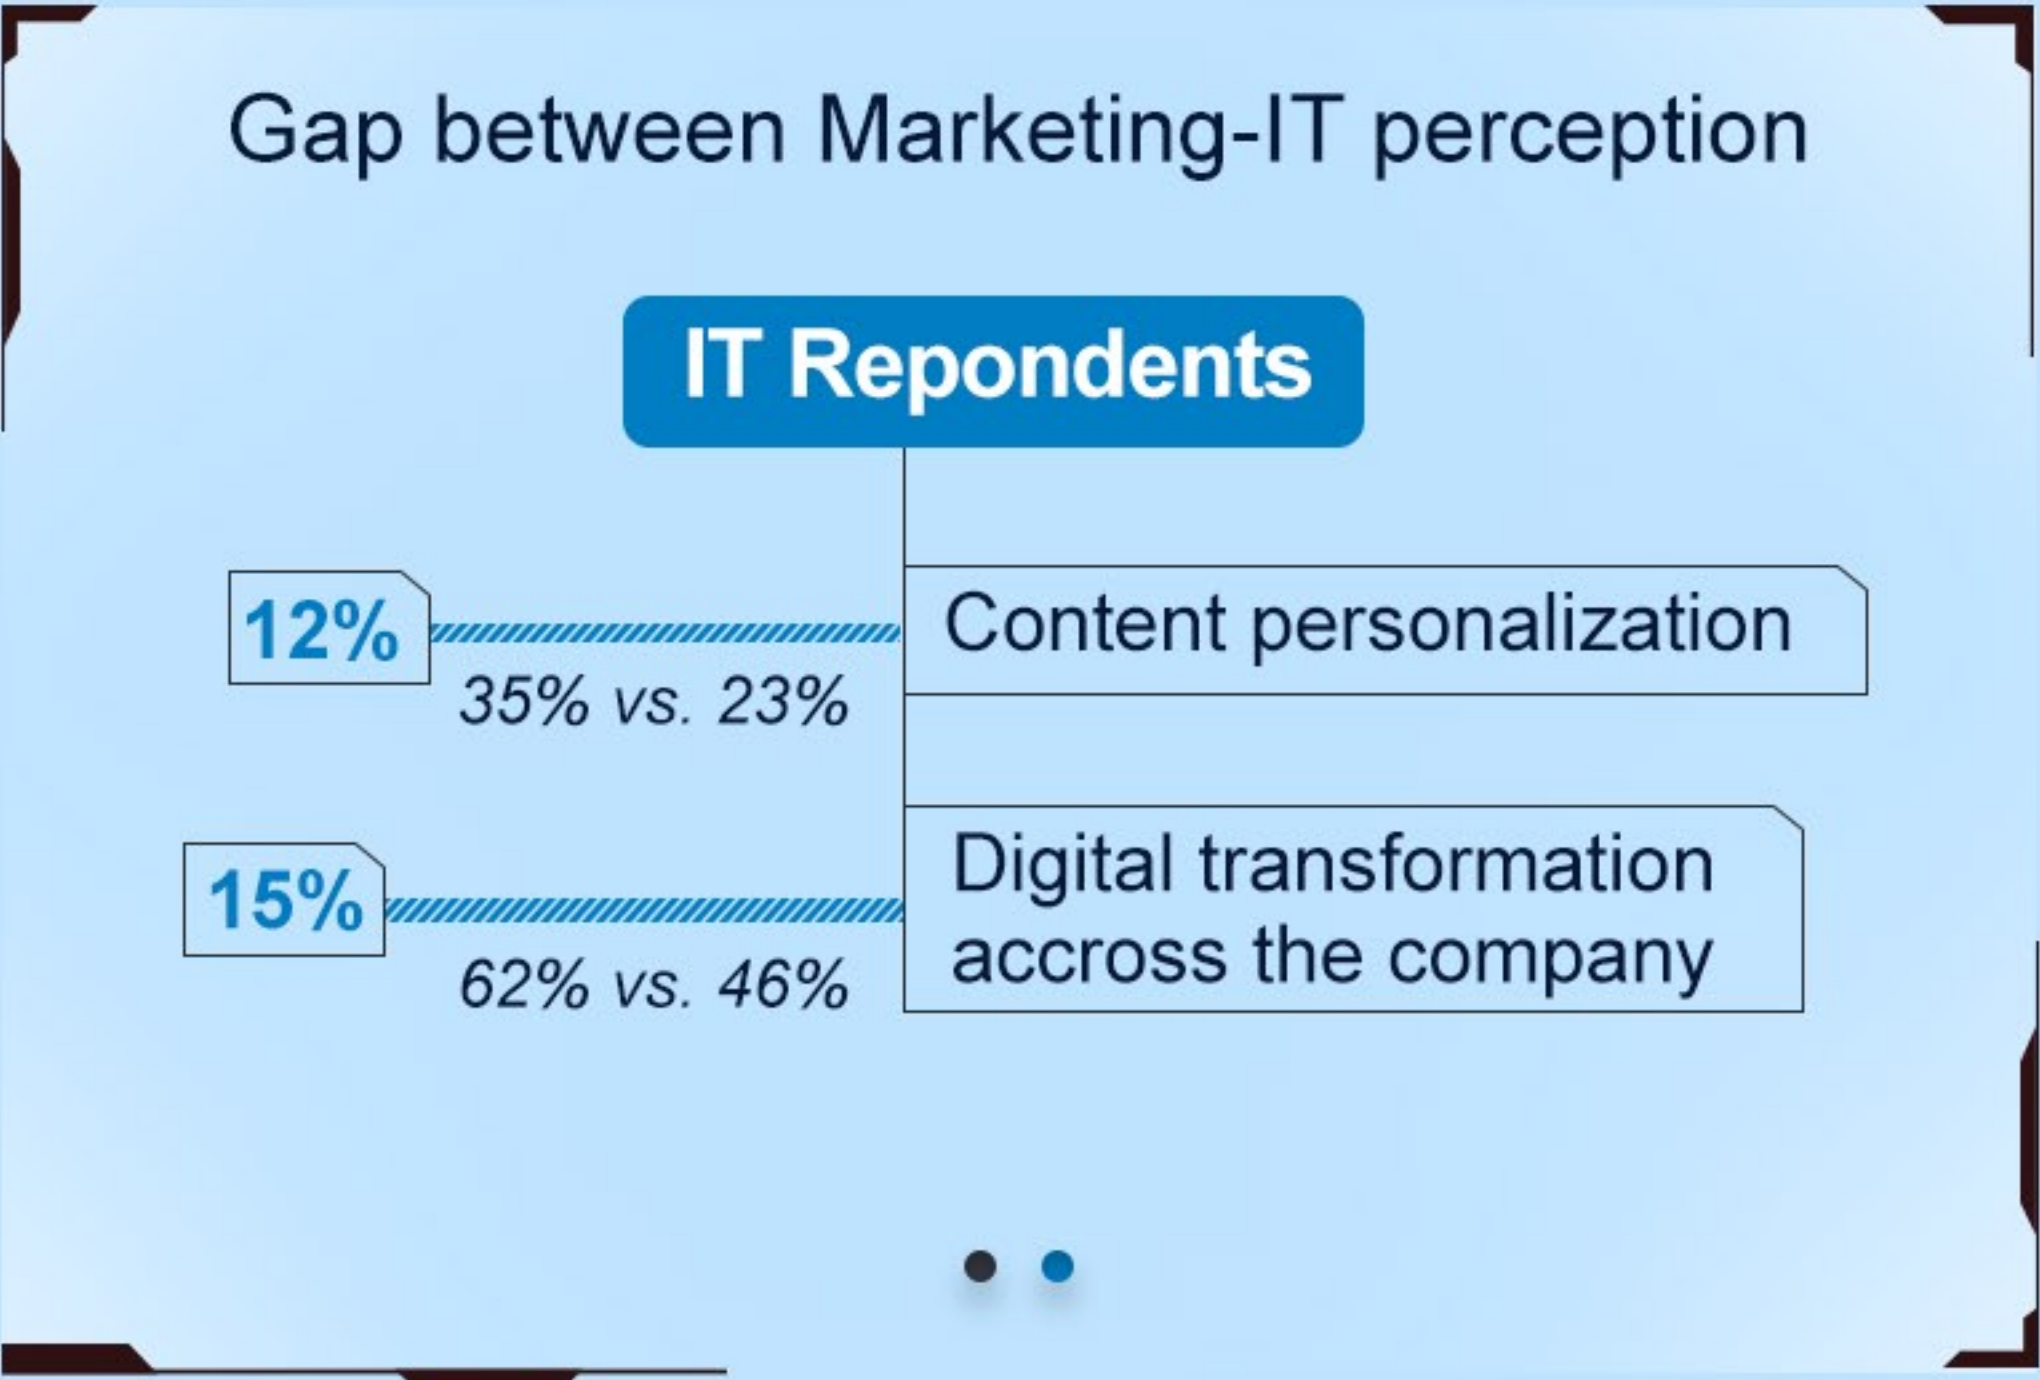 Gap between Marketing-IT perception
IT Repondents
12%
Content personalization
35% vs. 23%
15%
Digital transformation
accross the company
62% vs. 46%